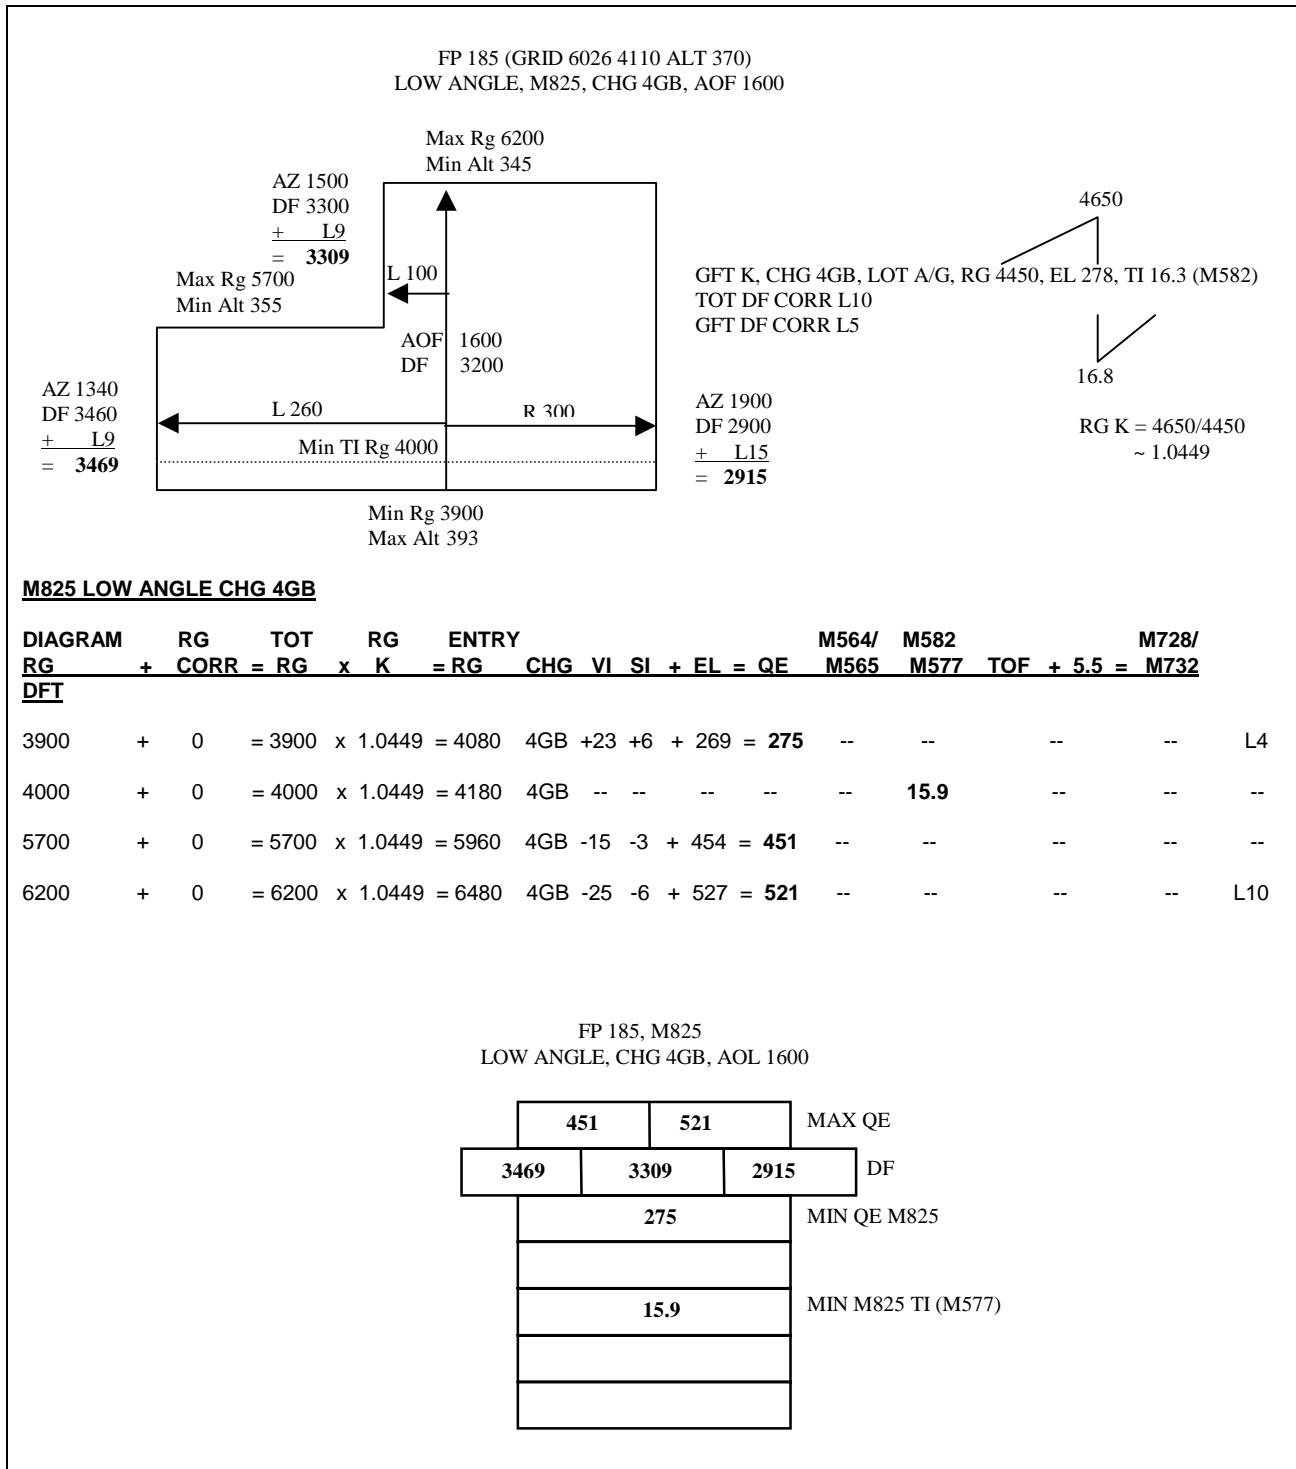 FP 185 (GRID 6026 4110 ALT 370)
LOW ANGLE, M825, CHG 4GB, AOF 1600
Max Rg 6200
Min Alt 345
AZ 1500
DF 3300
+ L9
= 3309
Max Rg 5700
Min Alt 355
L 100
AOF 1600
DF 3200
AZ 1340
DF 3460
+ L9
= 3469
L 260
R 300
Min TI Rg 4000
AZ 1900
DF 2900
+ L15
= 2915
Min Rg 3900
Max Alt 393
4650
GFT K, CHG 4GB, LOT A/G, RG 4450, EL 278, TI 16.3 (M582)
TOT DF CORR L10
GFT DF CORR L5
16.8
RG K = 4650/4450
~ 1.0449
M825 LOW ANGLE CHG 4GB
DIAGRAM RG TOT RG ENTRY M564/ M582 M728/
RG + CORR = RG x K = RG CHG VI SI + EL = QE M565 M577 TOF + 5.5 = M732
DFT
3900 + 0 = 3900 x 1.0449 = 4080 4GB +23 +6 + 269 = 275 -- -- -- -- L4
4000 + 0 = 4000 x 1.0449 = 4180 4GB -- -- -- -- -- 15.9 -- -- --
5700 + 0 = 5700 x 1.0449 = 5960 4GB -15 -3 + 454 = 451 -- -- -- -- --
6200 + 0 = 6200 x 1.0449 = 6480 4GB -25 -6 + 527 = 521 -- -- -- -- L10
FP 185, M825
LOW ANGLE, CHG 4GB, AOL 1600
451 521 MAX QE
3469 3309 2915 DF
275 MIN QE M825
15.9 MIN M825 TI (M577)